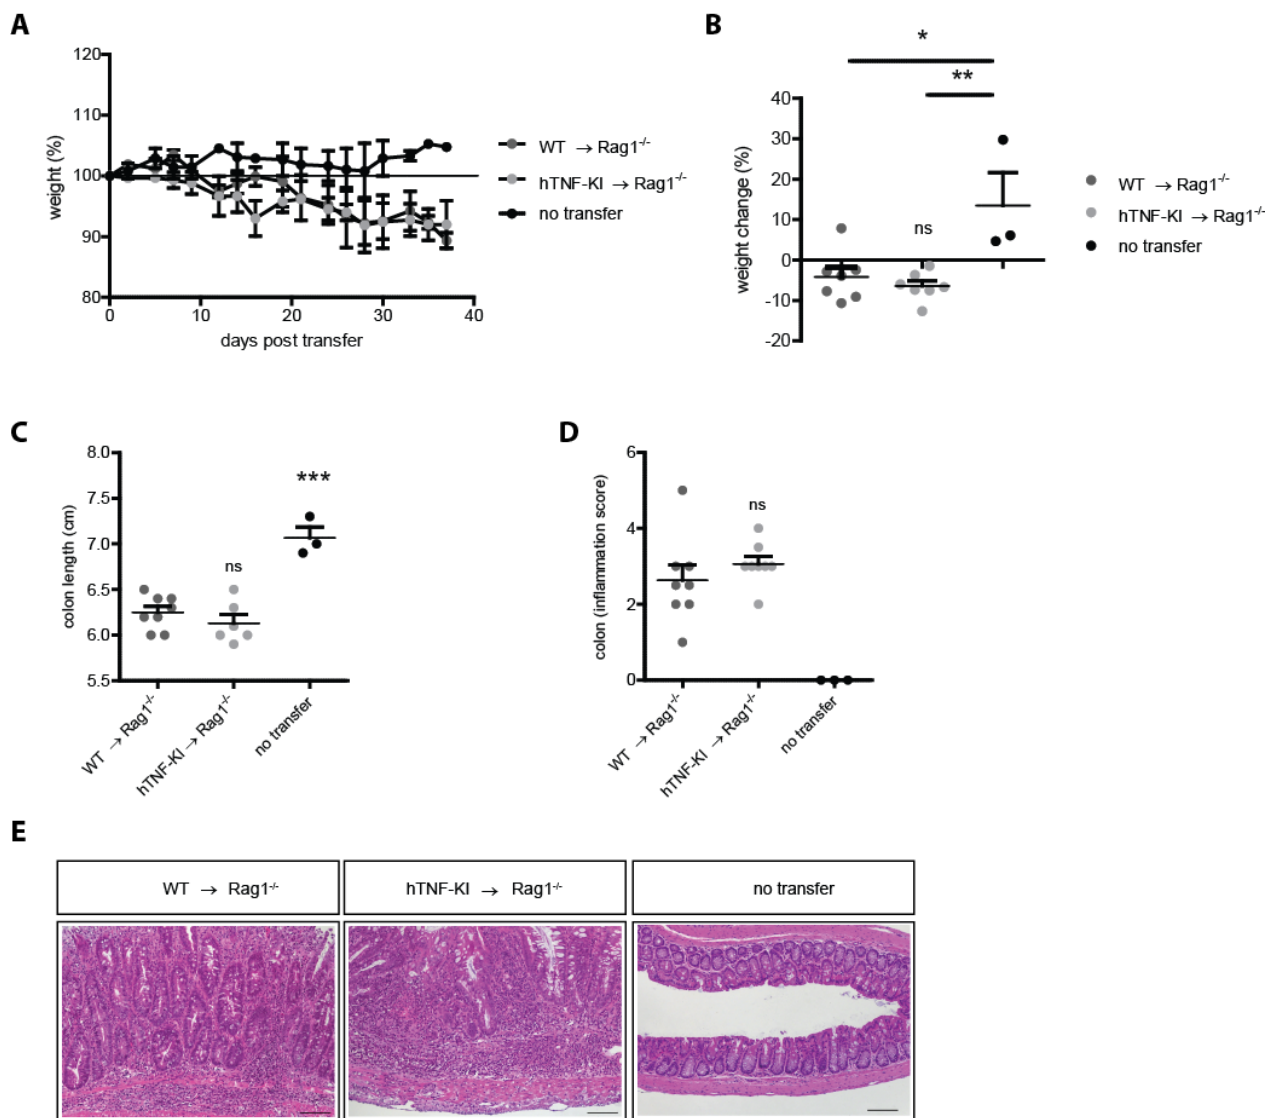 A
120
110
100
90
80
weight (%)
0 10 20 30 40
days post transfer
WT → Rag1-/-
hTNF-KI → Rag1-/-
no transfer
B
*
**
40
30
20
10
0
-10
-20
weight change (%)
ns
WT → Rag1-/-
hTNF-KI → Rag1-/-
no transfer
C
8.0
7.5
7.0
6.5
6.0
5.5
colon length (cm)
***
ns
WT → Rag1-/-
hTNF-KI → Rag1-/-
no transfer
D
6
4
2
0
colon (inflammation score)
ns
WT → Rag1-/-
hTNF-KI → Rag1-/-
no transfer
E
WT → Rag1-/-
hTNF-KI → Rag1-/-
no transfer